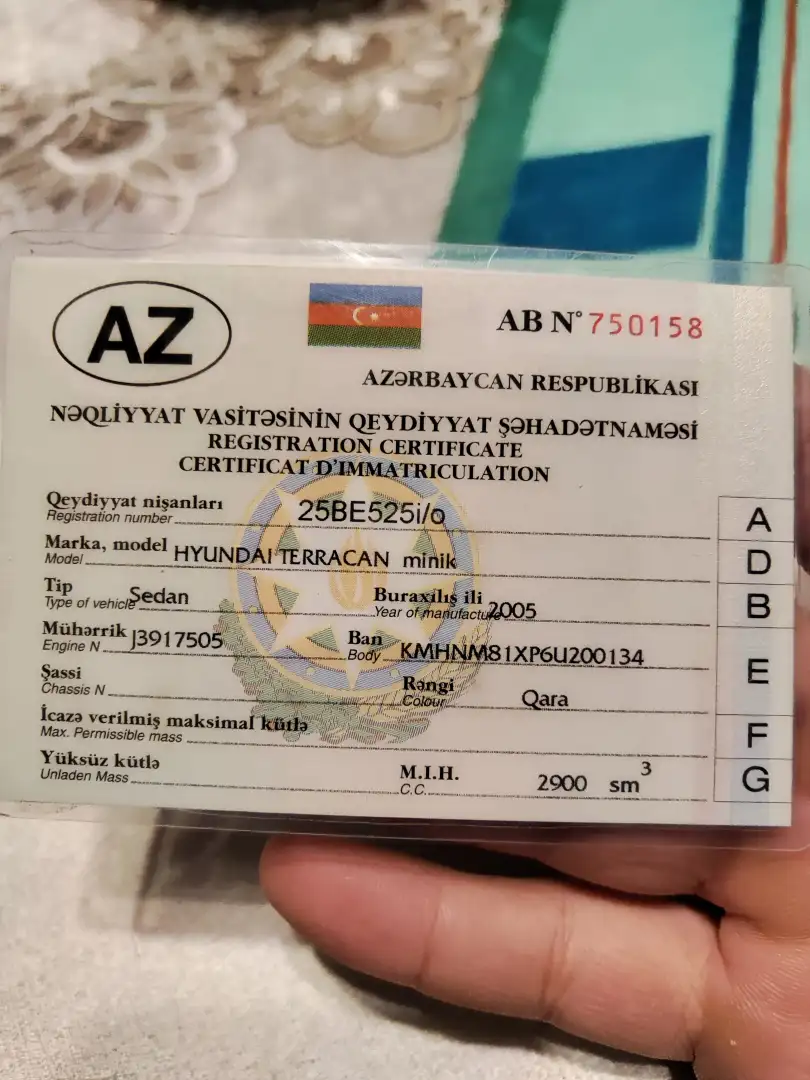 AZ
AB N° 750158
AZƏRBAYCAN RESPUBLİKASI
NƏQLİYYAT VASİTƏSİNİN QEYDİYYAT ŞƏHADƏTNAMƏSİ
REGISTRATION CERTIFICATE
CERTIFICAT D'IMMATRICULATION
Qeydiyyat nişanları 25BE525i/o A
Registration number
Marka, model HYUNDAI TERRACAN minik D
Model
Tip Sedan Buraxılış ili 2005 B
Type of vehicle Year of manufacture
Mühərrik J3917505 Ban KMHNM81XP6U200134 E
Engine N Body
Şassi Rəngi Qara
Chassis N Colour
İcazə verilmiş maksimal kütlə F
Max. Permissible mass
Yüksüz kütlə M.I.H. 2900 sm³ G
Unladen Mass C.C.